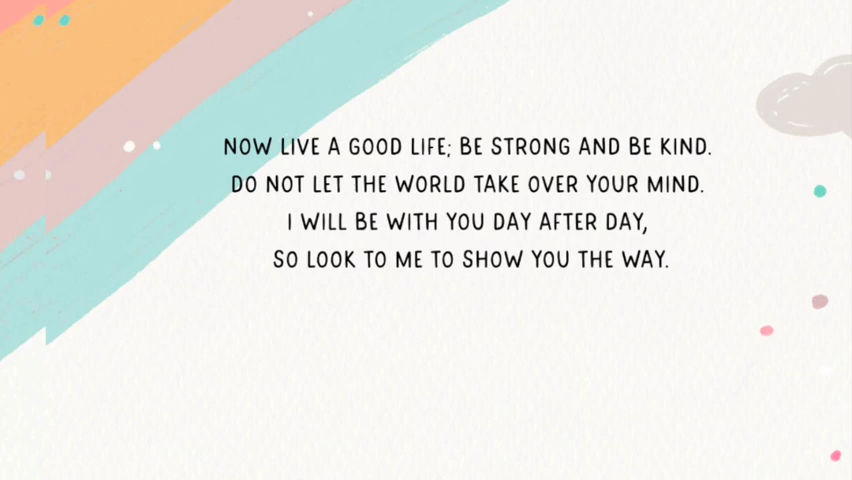 NOW LIVE A GOOD LIFE; BE STRONG AND BE KIND.
DO NOT LET THE WORLD TAKE OVER YOUR MIND.
I WILL BE WITH YOU DAY AFTER DAY,
SO LOOK TO ME TO SHOW YOU THE WAY.